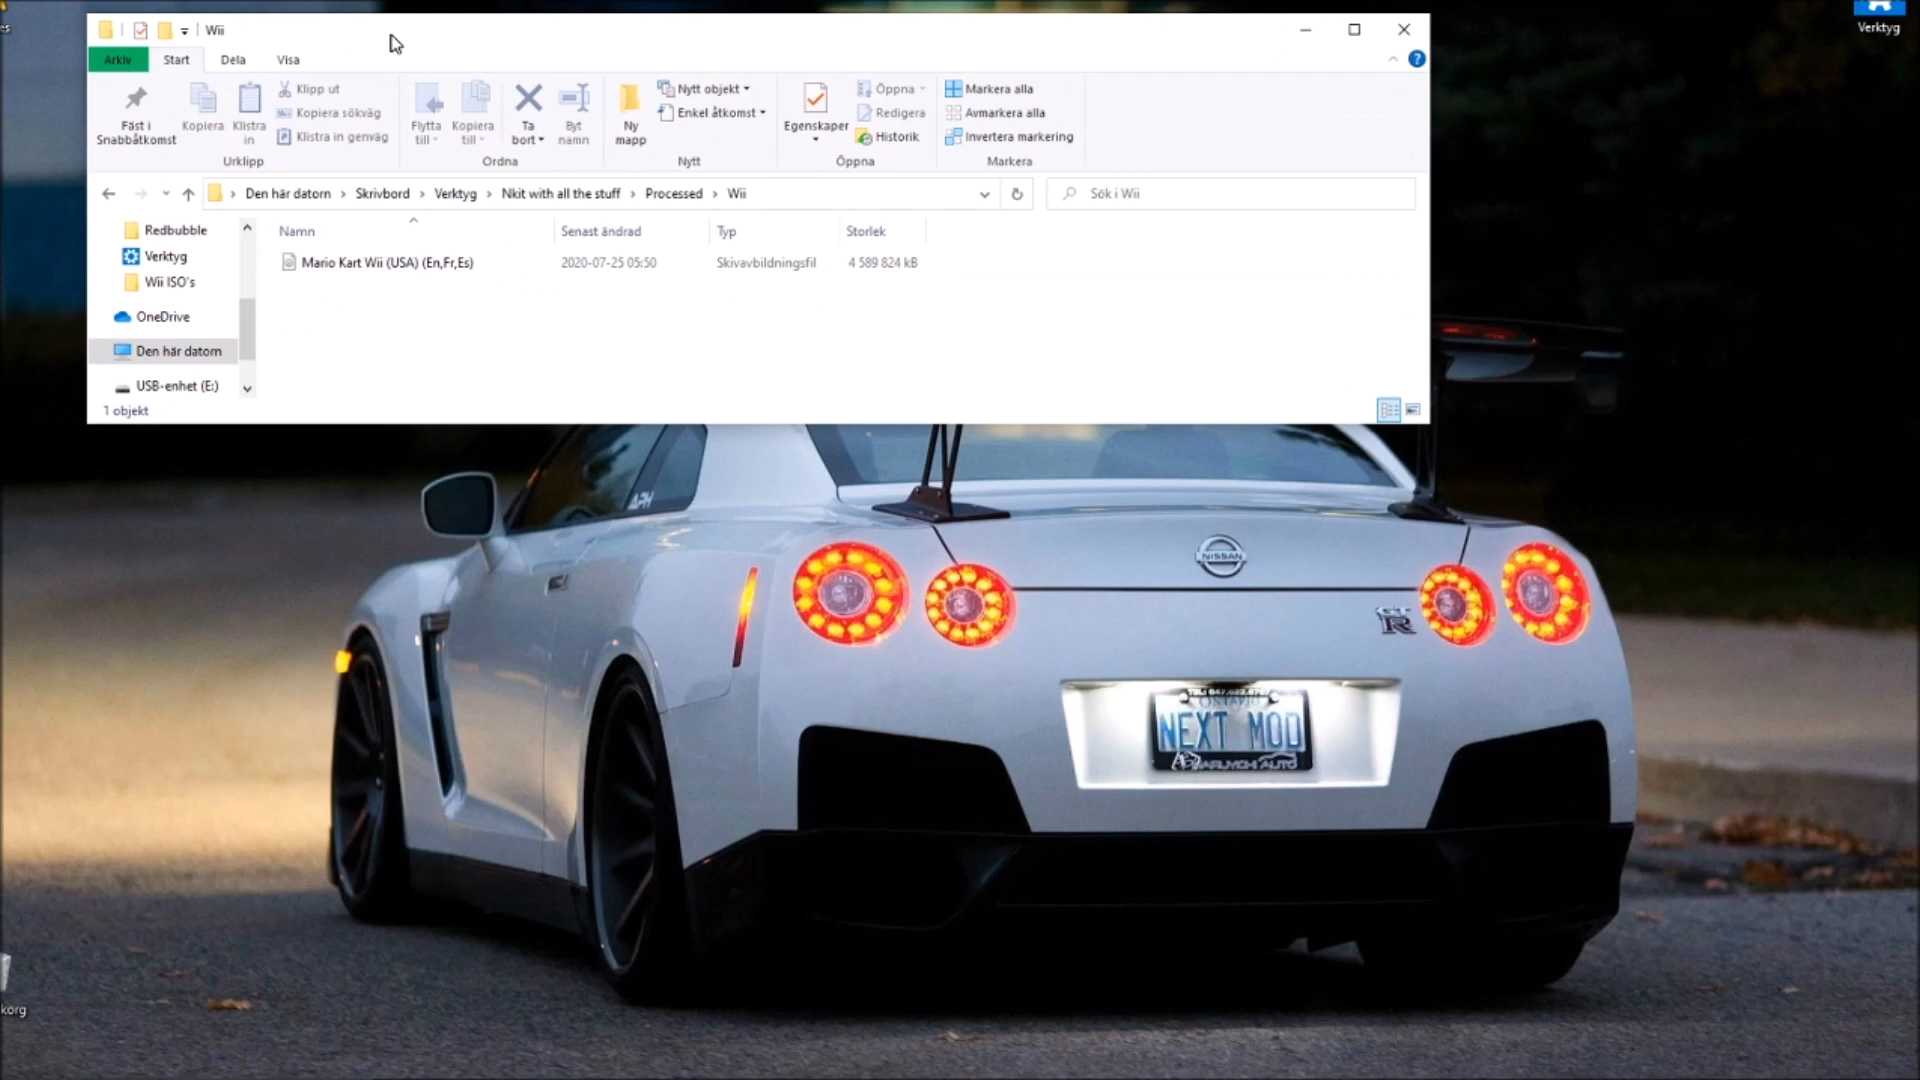 Wii
Verktyg
es
Arkiv Start Dela Visa
Fäst i Snabbåtkomst
Kopiera
Klistra in
Klipp ut
Kopiera sökväg
Klistra in genväg
Urklipp
Flytta till
Kopiera till
Ta bort
Byt namn
Ordna
Ny mapp
Nytt objekt
Enkel åtkomst
Nytt
Egenskaper
Öppna
Redigera
Historik
Öppna
Markera alla
Avmarkera alla
Invertera markering
Markera
Den här datorn > Skrivbord > Verktyg > Nkit with all the stuff > Processed > Wii
Sök i Wii
Redbubble
Verktyg
Wii ISO's
OneDrive
Den här datorn
USB-enhet (E:)
Namn Senast ändrad Typ Storlek
Mario Kart Wii (USA) (En,Fr,Es) 2020-07-25 05:50 Skivavbildningsfil 4 589 824 kB
1 objekt
NISSAN
GT R
ONTARIO
NEXT MOD
korg